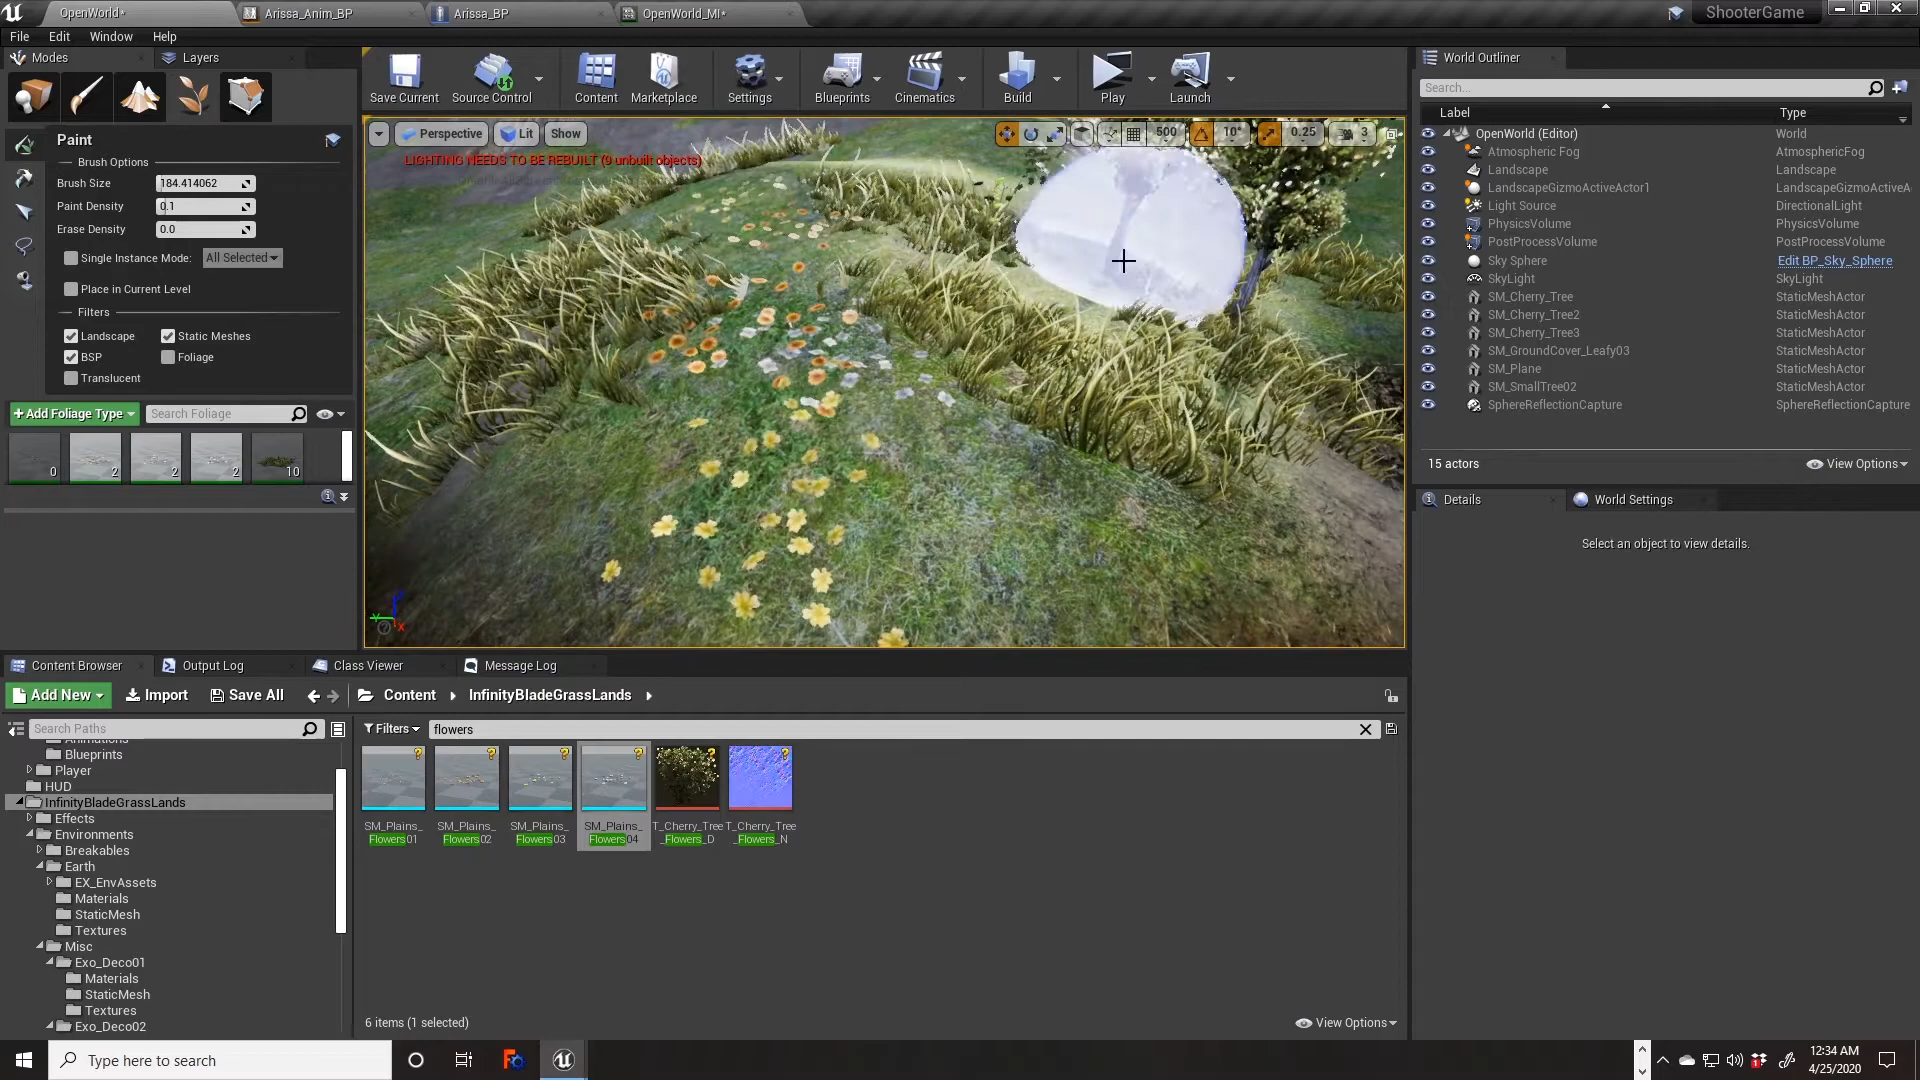 OpenWorld*
Arissa_Anim_BP
Arissa_BP
OpenWorld_MI*
ShooterGame
File Edit Window Help
Modes
Layers
Paint
Brush Options
Brush Size 184.414062
Paint Density 0.1
Erase Density 0.0
Single Instance Mode: All Selected
Place in Current Level
Filters
Landscape
Static Meshes
BSP
Foliage
Translucent
+Add Foliage Type
Search Foliage
0 2 2 2 10
Save Current
Source Control
Content
Marketplace
Settings
Blueprints
Cinematics
Build
Play
Launch
Perspective
Lit
Show
500
10°
0.25
3
LIGHTING NEEDS TO BE REBUILT (9 unbuilt objects)
World Outliner
Search...
Label Type
OpenWorld (Editor) World
Atmospheric Fog AtmosphericFog
Landscape Landscape
LandscapeGizmoActiveActor1 LandscapeGizmoActiveA
Light Source DirectionalLight
PhysicsVolume PhysicsVolume
PostProcessVolume PostProcessVolume
Sky Sphere Edit BP_Sky_Sphere
SkyLight SkyLight
SM_Cherry_Tree StaticMeshActor
SM_Cherry_Tree2 StaticMeshActor
SM_Cherry_Tree3 StaticMeshActor
SM_GroundCover_Leafy03 StaticMeshActor
SM_Plane StaticMeshActor
SM_SmallTree02 StaticMeshActor
SphereReflectionCapture SphereReflectionCapture
15 actors
View Options
Details
World Settings
Select an object to view details.
Content Browser
Output Log
Class Viewer
Message Log
Add New
Import
Save All
Content
InfinityBladeGrassLands
Search Paths
Filters
flowers
Animations
Blueprints
Player
HUD
InfinityBladeGrassLands
Effects
Environments
Breakables
Earth
EX_EnvAssets
Materials
StaticMesh
Textures
Misc
Exo_Deco01
Materials
StaticMesh
Textures
Exo_Deco02
SM_Plains_
Flowers01
SM_Plains_
Flowers02
SM_Plains_
Flowers03
SM_Plains_
Flowers04
T_Cherry_Tree
_Flowers_D
T_Cherry_Tree
_Flowers_N
6 items (1 selected)
View Options
Type here to search
12:34 AM
4/25/2020